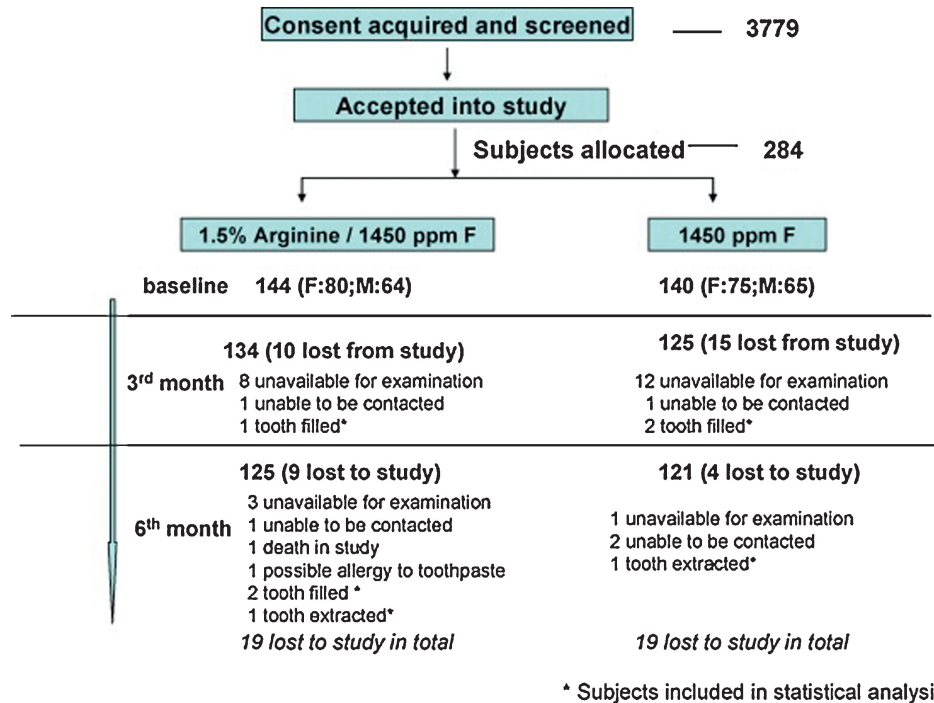 Consent acquired and screened 3779
Accepted into study
Subjects allocated 284
1.5% Arginine / 1450 ppm F 1450 ppm F
baseline 144 (F:80;M:64) 140 (F:75;M:65)
134 (10 lost from study) 125 (15 lost from study)
3rd month 8 unavailable for examination 12 unavailable for examination
1 unable to be contacted 1 unable to be contacted
1 tooth filled* 2 tooth filled*
125 (9 lost to study) 121 (4 lost to study)
6th month 3 unavailable for examination 1 unavailable for examination
1 unable to be contacted 2 unable to be contacted
1 death in study 1 tooth extracted*
1 possible allergy to toothpaste
2 tooth filled *
1 tooth extracted*
19 lost to study in total 19 lost to study in total
* Subjects included in statistical analysi